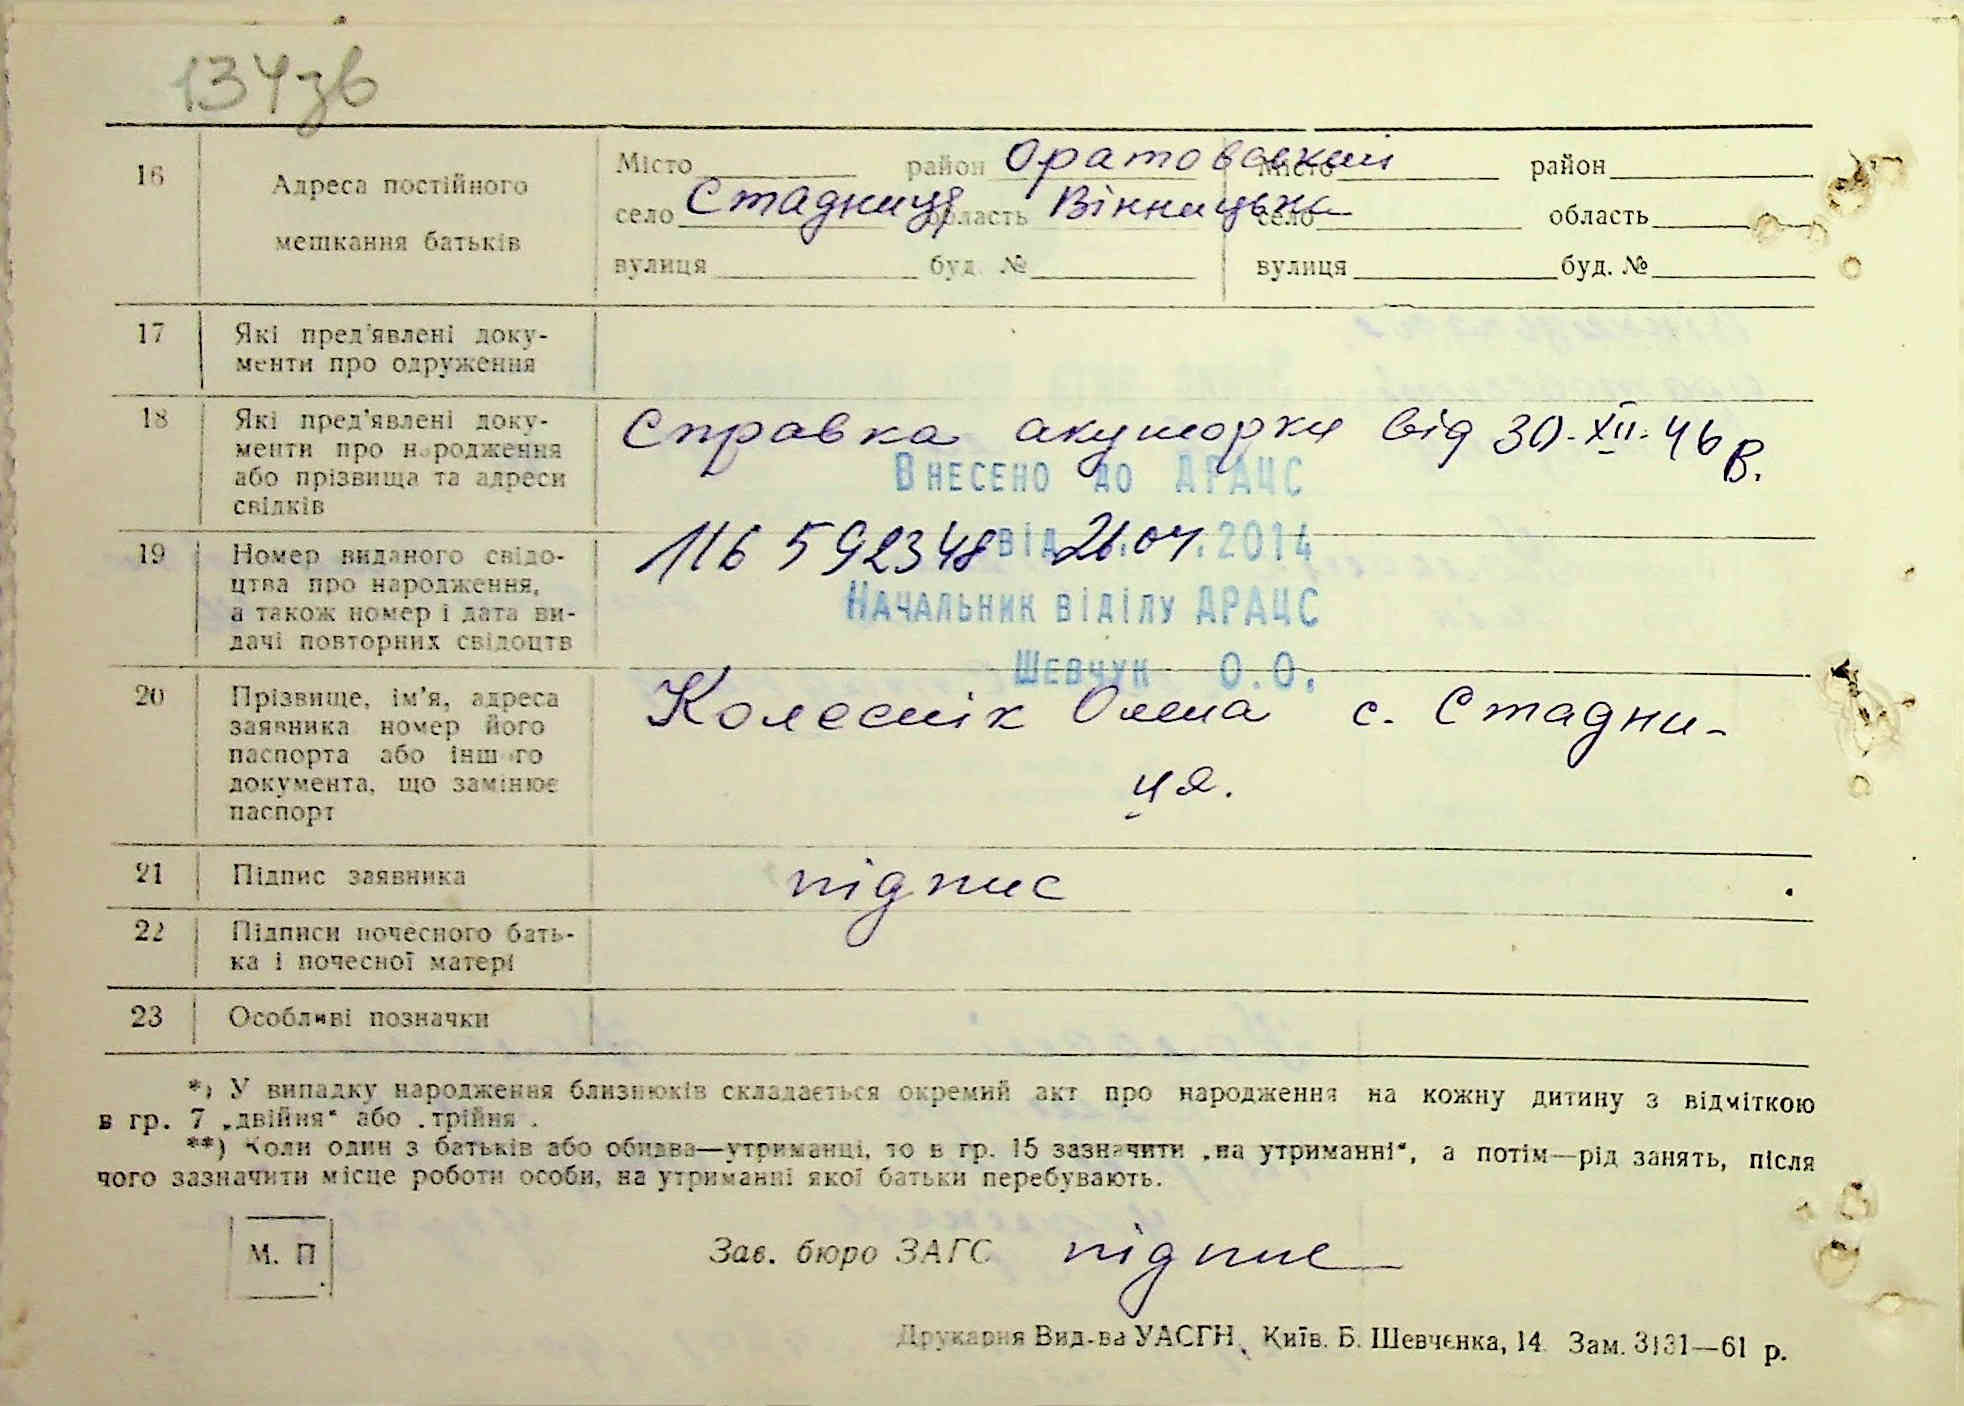 134зв
16 Адреса постійного мешкання батьків
Місто район Оратовский Місто район
село Стадниця область Вінницька село область
вулиця буд. № вулиця буд. №
17 Які пред'явлені доку-
менти про одруження
18 Які пред'явлені доку-
менти про народження
або прізвища та адреси
свідків
Справка акушорки від 30.XII.46 р.
Внесено до ДРАЦС
19 Номер виданого свідо-
цтва про народження,
а також номер і дата ви-
дачі повторних свідоцтв
592348 від 26.04.2014
Начальник відділу ДРАЦС
Шевчук О.О.
20 Прізвище, ім'я, адреса
заявника номер його
паспорта або іншого
документа, що замінює
паспорт
Колеснік Олена с. Стадни-
ця.
21 Підпис заявника підпис
22 Підписи почесного бать-
ка і почесної матері
23 Особливі позначки
*) У випадку народження близнюків складається окремий акт про народження на кожну дитину з відміткою
в гр. 7 „двійня“ або „трійня“.
**) Коли один з батьків або обидва—утриманці, то в гр. 15 зазначити „на утриманні“, а потім—рід занять, після
чого зазначити місце роботи особи, на утриманні якої батьки перебувають.
М. П.
Зав. бюро ЗАГС підпис
Друкарня Вид-ва УАСГН, Київ. Б. Шевченка, 14. Зам. 3131—61 р.